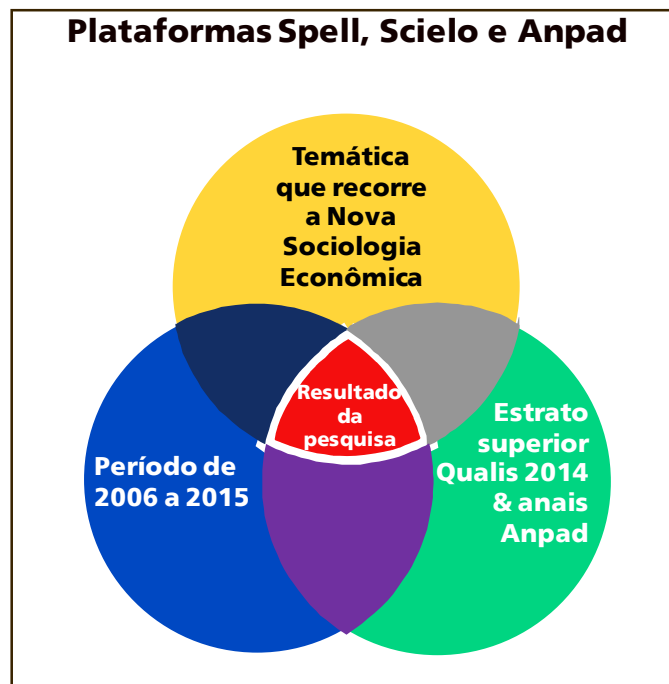 Plataformas Spell, Scielo e Anpad
Temática
que recorre
a Nova
Sociologia
Econômica
Resultado
da
pesquisa
Período de
2006 a 2015
Estrato
superior
Qualis 2014
& anais
Anpad